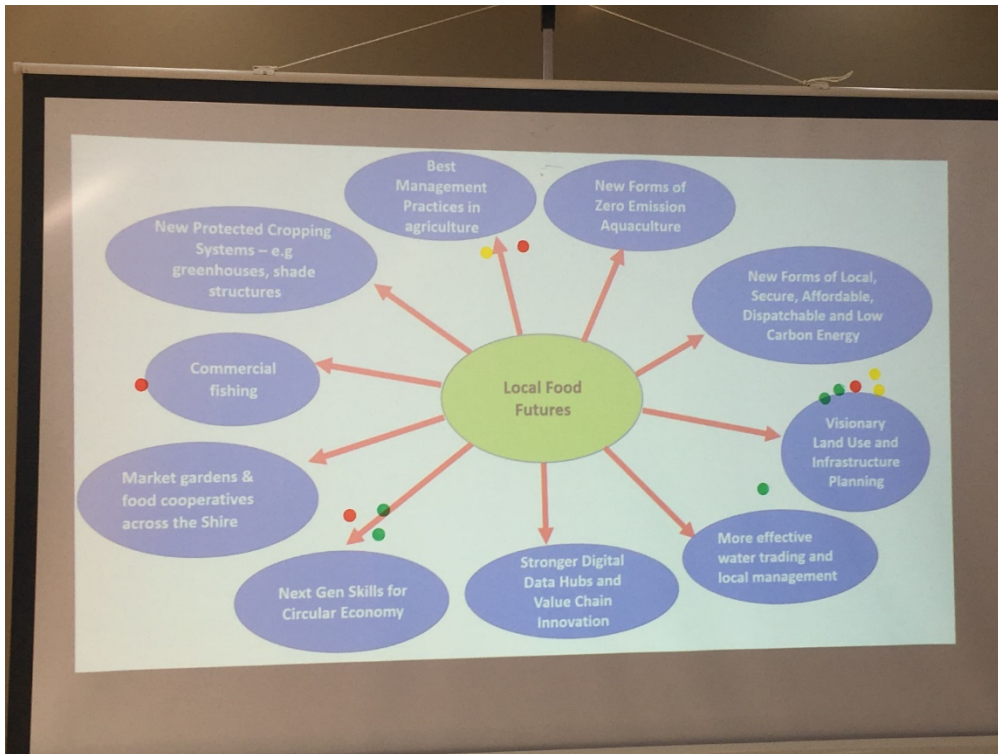 Best
Management
Practices in
agriculture
New Forms of
Zero Emission
Aquaculture
New Protected Cropping
Systems – e.g
greenhouses, shade
structures
New Forms of Local,
Secure, Affordable,
Dispatchable and Low
Carbon Energy
Commercial
fishing
Local Food
Futures
Visionary
Land Use and
Infrastructure
Planning
Market gardens &
food cooperatives
across the Shire
More effective
water trading and
local management
Next Gen Skills for
Circular Economy
Stronger Digital
Data Hubs and
Value Chain
Innovation